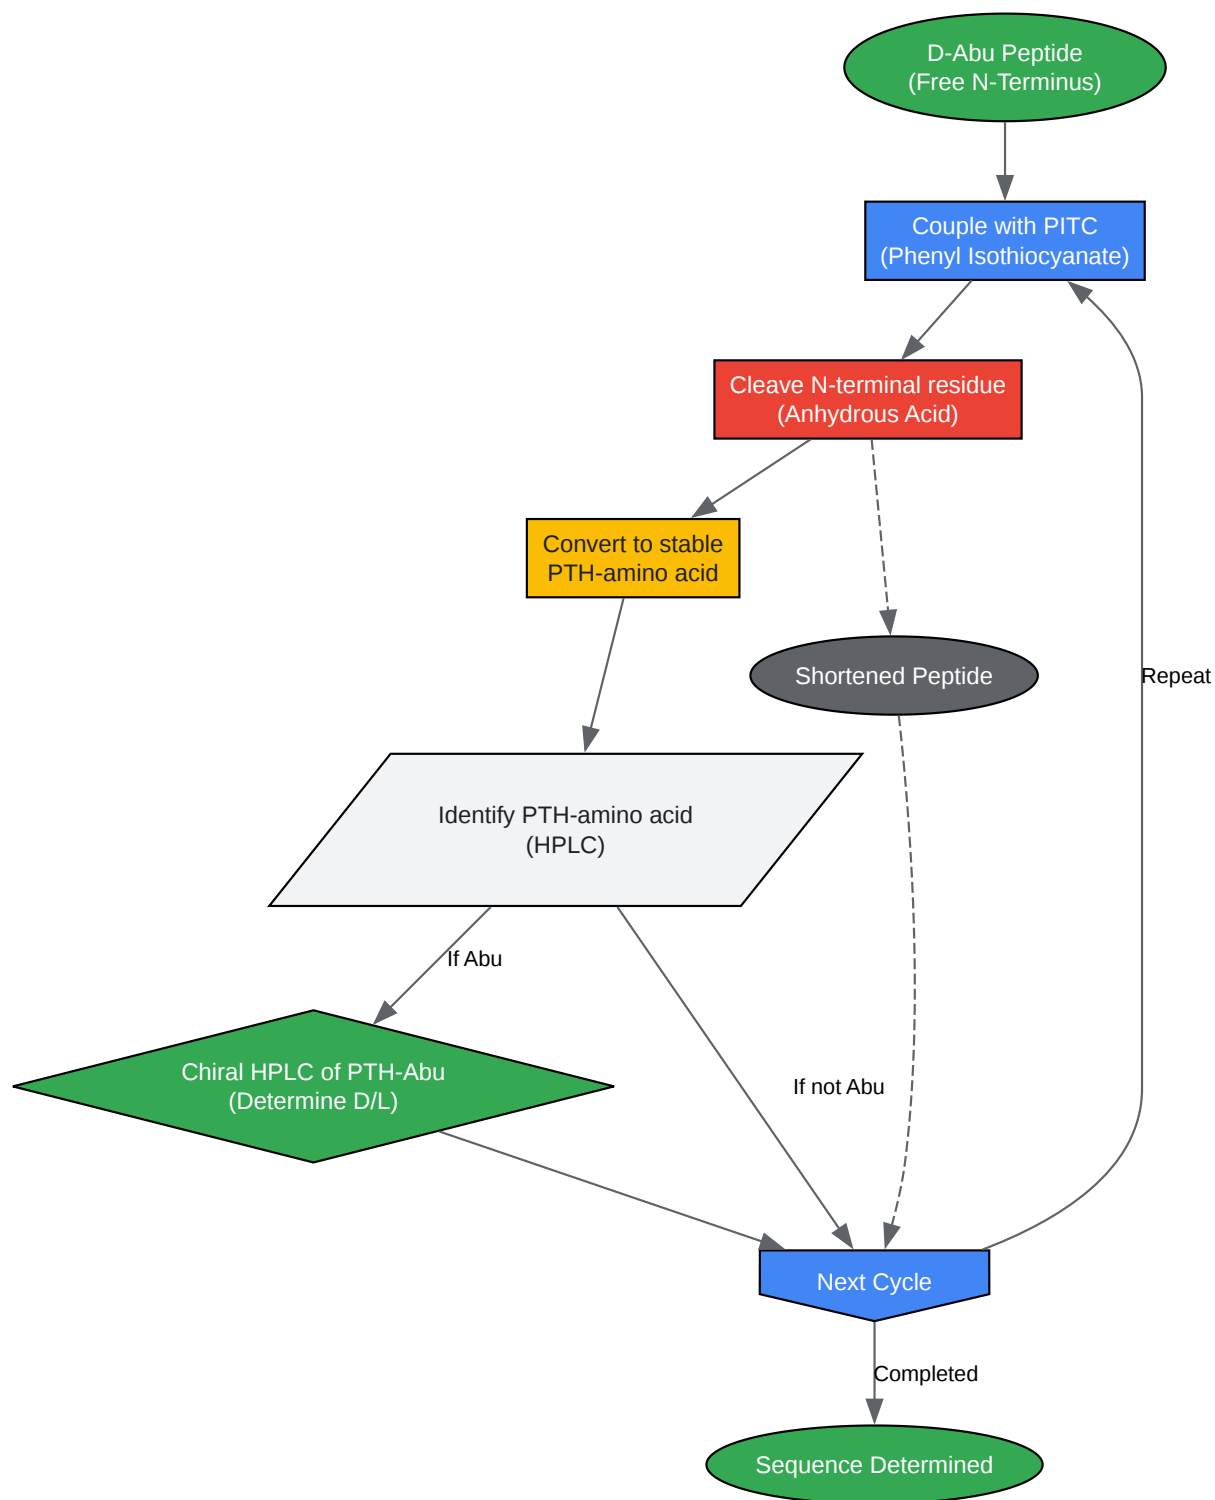 D-Abu Peptide
(Free N-Terminus)
Couple with PITC
(Phenyl Isothiocyanate)
Cleave N-terminal residue
(Anhydrous Acid)
Convert to stable
PTH-amino acid
Shortened Peptide
Repeat
Identify PTH-amino acid
(HPLC)
If Abu
Chiral HPLC of PTH-Abu
(Determine D/L)
If not Abu
Next Cycle
Completed
Sequence Determined